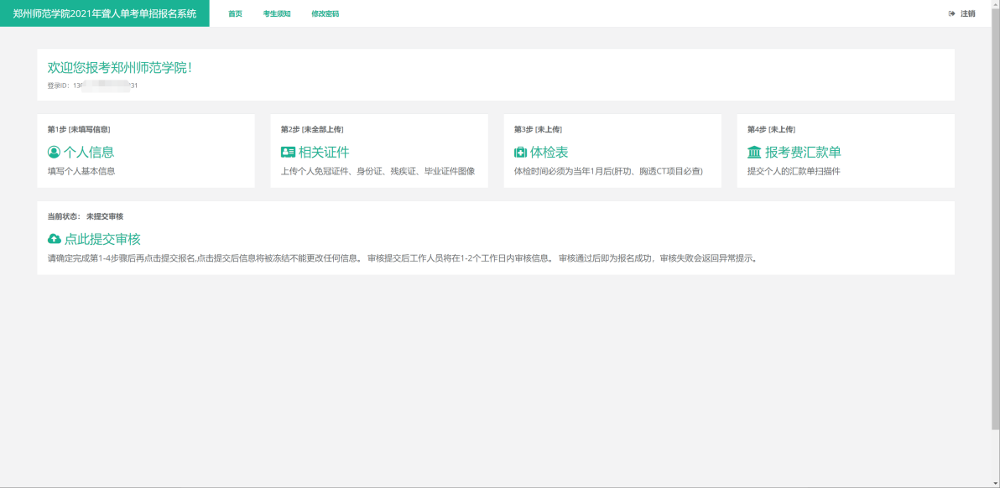 郑州师范学院2021年聋人单考单招报名系统
首页
考生须知
修改密码
注销
欢迎您报考郑州师范学院！
登录ID：13 31
第1步 [未填写信息]
个人信息
填写个人基本信息
第2步 [未全部上传]
相关证件
上传个人免冠证件、身份证、残疾证、毕业证件图像
第3步 [未上传]
体检表
体检时间必须为当年1月后(肝功、胸透CT项目必查)
第4步 [未上传]
报考费汇款单
提交个人的汇款单扫描件
当前状态： 未提交审核
点此提交审核
请确定完成第1-4步骤后再点击提交报名,点击提交后信息将被冻结不能更改任何信息。 审核提交后工作人员将在1-2个工作日内审核信息。 审核通过后即为报名成功，审核失败会返回异常提示。